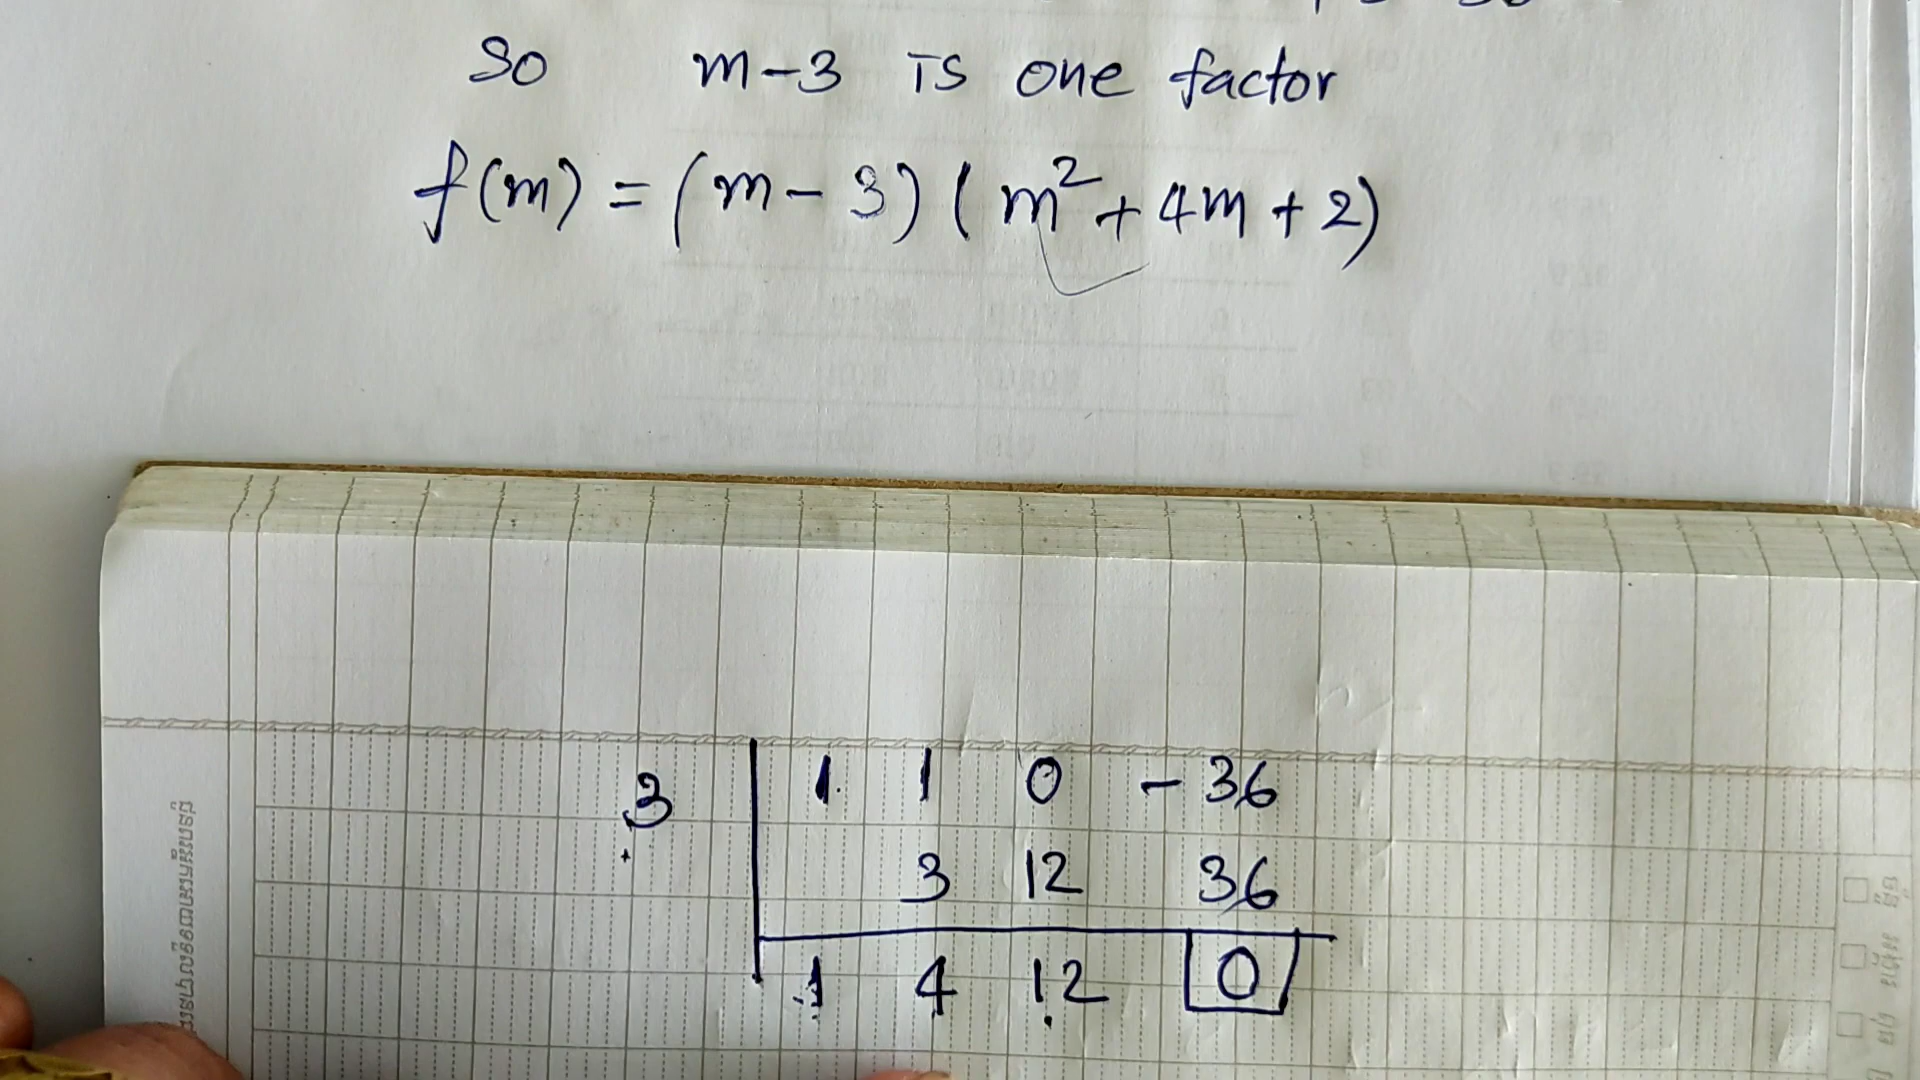 So m-3 is one factor
f(m) = (m-3)(m²+4m+2)
3 | 1 1 0 -36
3 12 36
1 4 12 0